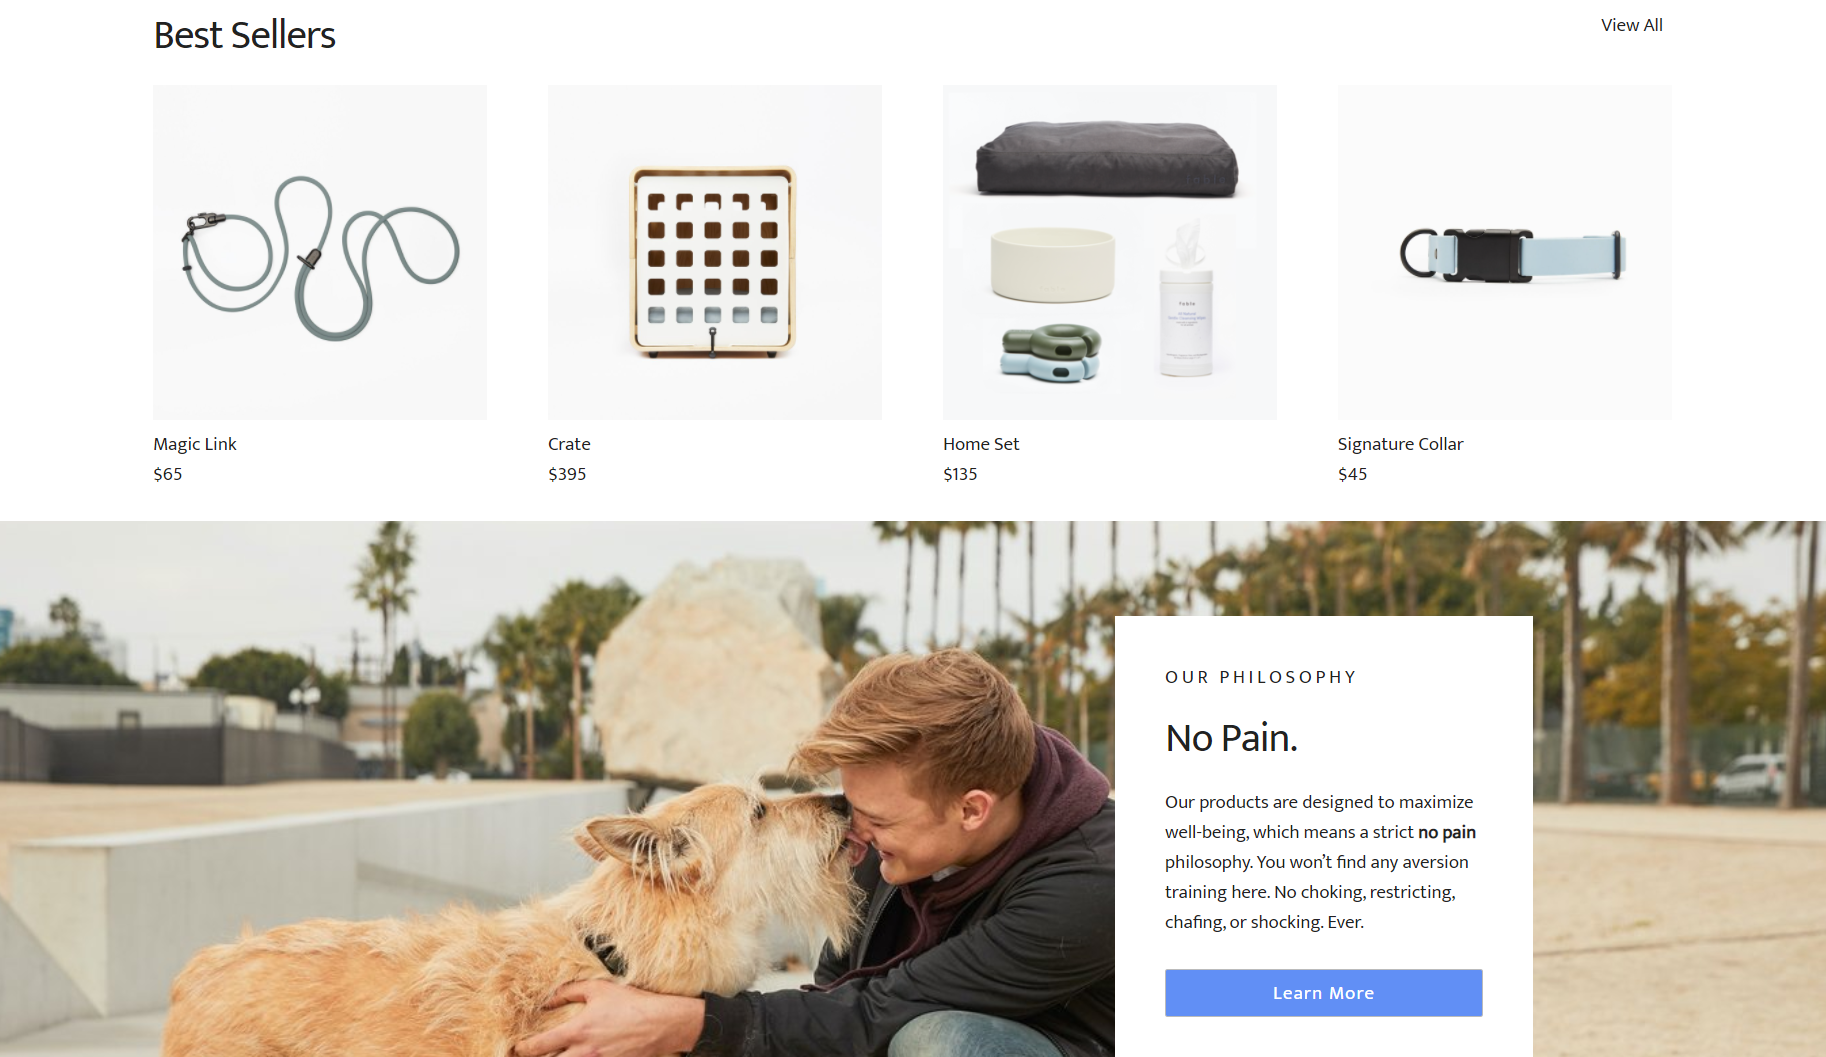 Best Sellers
View All
Magic Link
$65
Crate
$395
Home Set
$135
Signature Collar
$45
OUR PHILOSOPHY
No Pain.
Our products are designed to maximize
well-being, which means a strict no pain
philosophy. You won’t find any aversion
training here. No choking, restricting,
chafing, or shocking. Ever.
Learn More